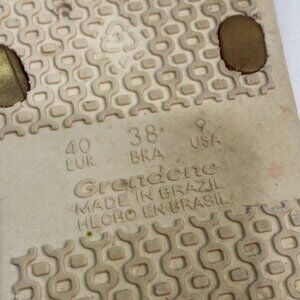 40 38 9
EUR BRA USA
Grendene
MADE IN BRAZIL
HECHO EN BRASIL